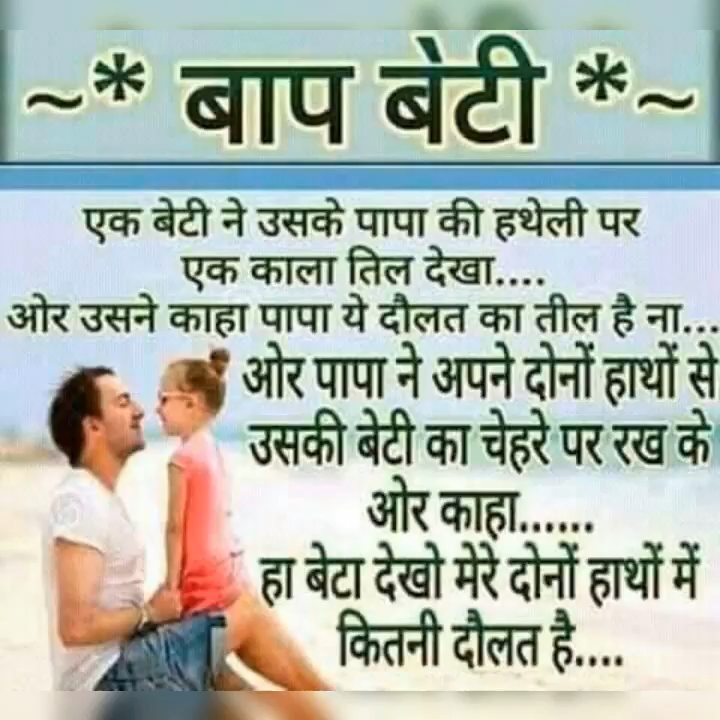 ~* बाप बेटी *~
एक बेटी ने उसके पापा की हथेली पर
एक काला तिल देखा....
ओर उसने काहा पापा ये दौलत का तील है ना...
ओर पापा ने अपने दोनों हाथों से
उसकी बेटी का चेहरे पर रख के
ओर काहा......
हा बेटा देखो मेरे दोनों हाथों में
कितनी दौलत है....